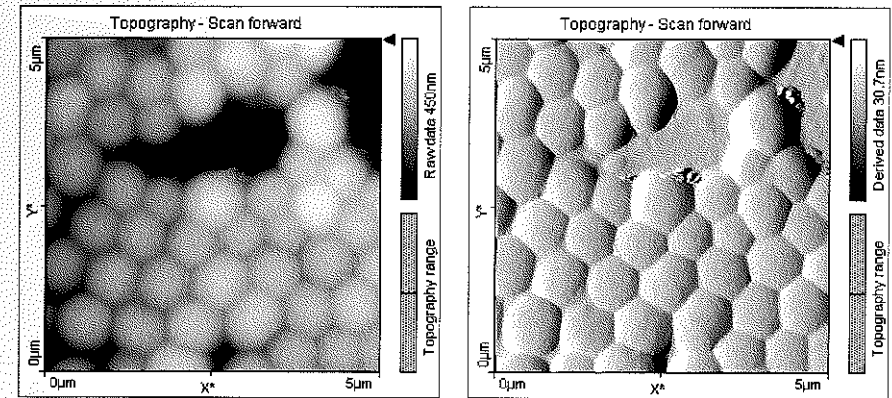 Topography - Scan forward
5µm
Y*
0µm
0µm
X*
5µm
Raw data 450nm
Topography range
Topography - Scan forward
5µm
Y*
0µm
0µm
X*
5µm
Derived data 30.7nm
Topography range